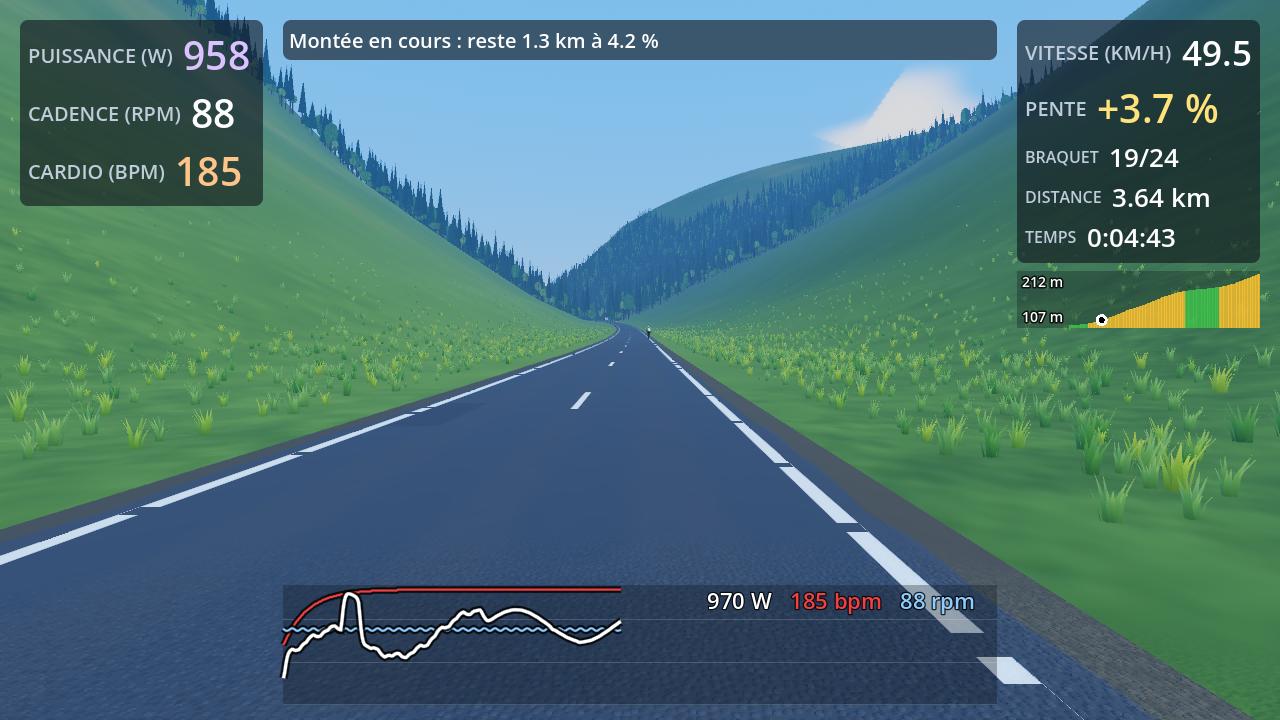 PUISSANCE (W) 958
CADENCE (RPM) 88
CARDIO (BPM) 185
Montée en cours : reste 1.3 km à 4.2 %
VITESSE (KM/H) 49.5
PENTE +3.7 %
BRAQUET 19/24
DISTANCE 3.64 km
TEMPS 0:04:43
212 m
107 m
970 W 185 bpm 88 rpm